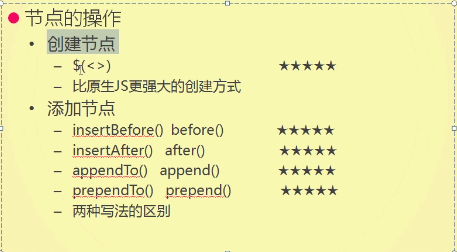 节点的操作
创建节点
$(<>) ★★★★★
比原生JS更强大的创建方式
添加节点
insertBefore() before() ★★★★★
insertAfter() after() ★★★★★
appendTo() append() ★★★★★
prependTo() prepend() ★★★★★
两种写法的区别